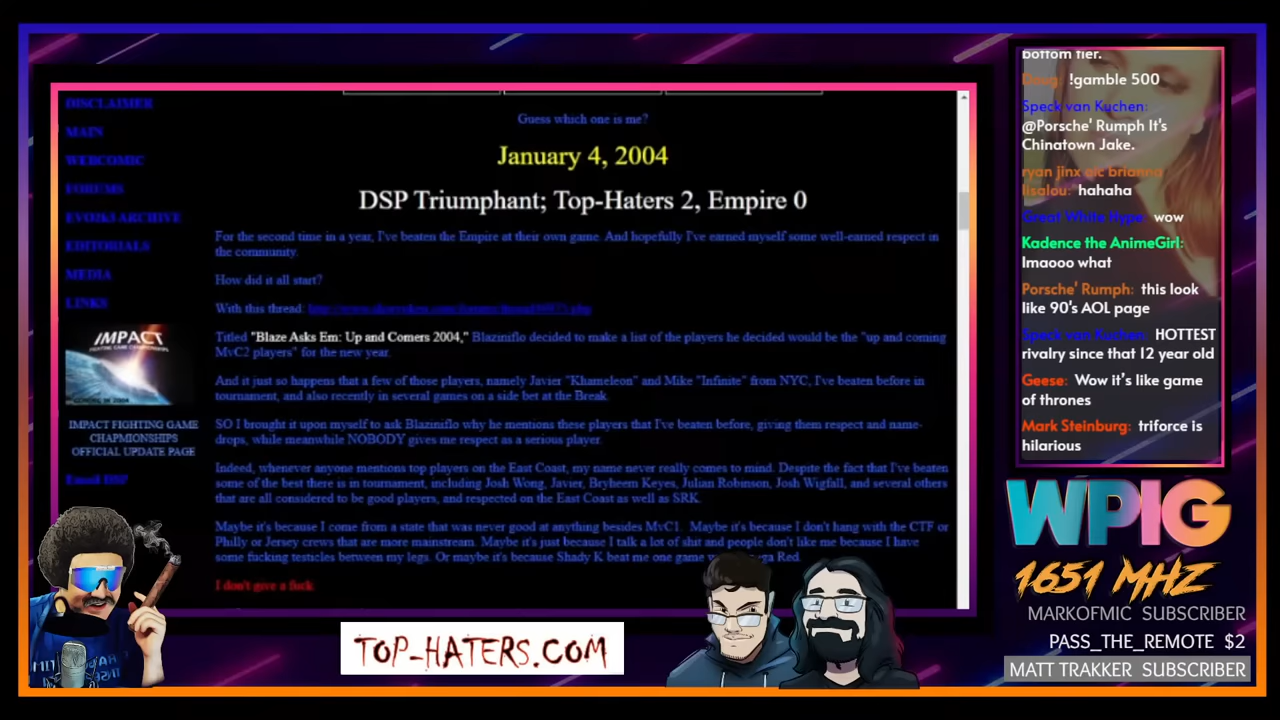 DISCLAIMER
MAIN
WEBCOMIC
FORUMS
EVO2K3 ARCHIVE
EDITORIALS
MEDIA
LINKS
IMPACT
COMING IN 2004
IMPACT FIGHTING GAME
CHAPMIONSHIPS
OFFICIAL UPDATE PAGE
Email DSP
Guess which one is me?
January 4, 2004
DSP Triumphant; Top-Haters 2, Empire 0
For the second time in a year, I've beaten the Empire at their own game. And hopefully I've earned myself some well-earned respect in
the community.
How did it all start?
With this thread:
Titled "Blaze Asks Em: Up and Comers 2004," Blaziniflo decided to make a list of the players he decided would be the "up and coming
MvC2 players" for the new year.
And it just so happens that a few of those players, namely Javier "Khameleon" and Mike "Infinite" from NYC, I've beaten before in
tournament, and also recently in several games on a side bet at the Break.
SO I brought it upon myself to ask Blaziniflo why he mentions these players that I've beaten before, giving them respect and name-
drops, while meanwhile NOBODY gives me respect as a serious player.
Indeed, whenever anyone mentions top players on the East Coast, my name never really comes to mind. Despite the fact that I've beaten
some of the best there is in tournament, including Josh Wong, Javier, Bryheem Keyes, Julian Robinson, Josh Wigfall, and several others
that are all considered to be good players, and respected on the East Coast as well as SRK.
Maybe it's because I come from a state that was never good at anything besides MvC1. Maybe it's because I don't hang with the CTF or
Philly or Jersey crews that are more mainstream. Maybe it's just because I talk a lot of shit and people don't like me because I have
some fucking testicles between my legs. Or maybe it's because Shady K beat me one game w Red.
I don't give a fuck
TOP-HATERS.COM
bottom tier.
Doug: !gamble 500
Speck van Kuchen:
@Porsche' Rumph It's
Chinatown Jake.
ryan jinx aic brianna
lisalou: hahaha
Great White Hype: wow
Kadence the AnimeGirl:
lmaooo what
Porsche' Rumph: this look
like 90's AOL page
Speck van Kuchen: HOTTEST
rivalry since that 12 year old
Geese: Wow it's like game
of thrones
Mark Steinburg: triforce is
hilarious
WPIG
1651 MHZ
MARKOFMIC SUBSCRIBER
PASS_THE_REMOTE $2
MATT TRAKKER SUBSCRIBER